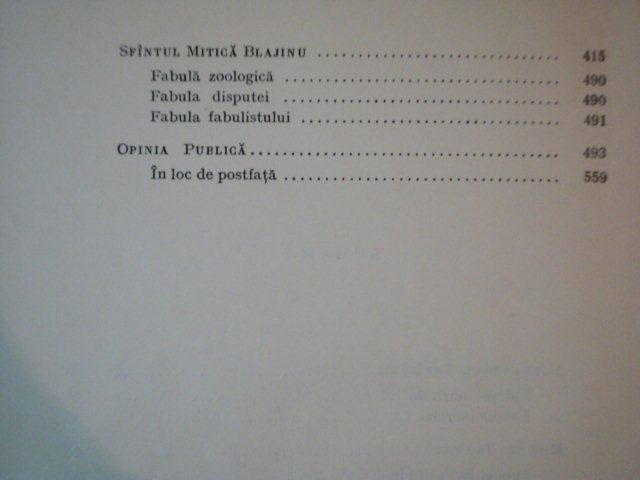 SFÎNTUL MITICĂ BLAJINU .............................. 415
Fabulă zoologică .................................. 490
Fabula disputei .................................. 490
Fabula fabulistului ................................ 491
OPINIA PUBLICĂ ...................................... 493
În loc de postfață .................................. 559